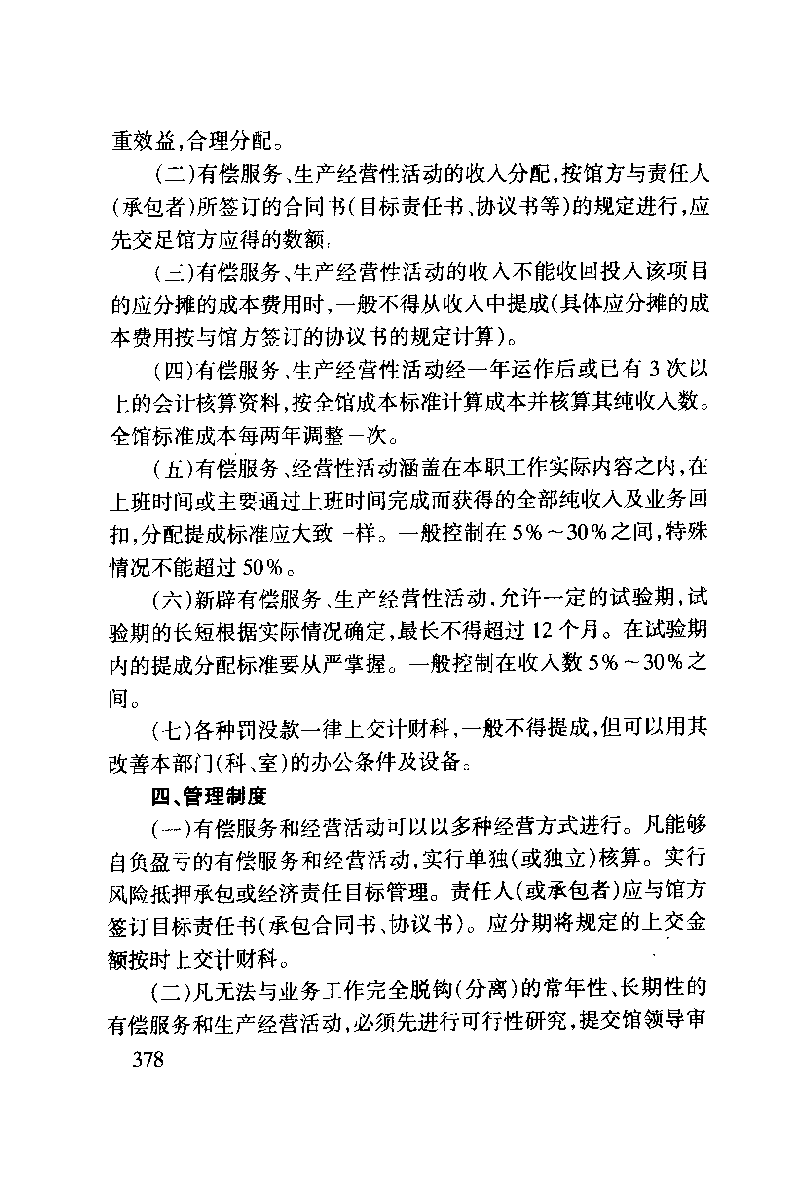 重效益,合理分配。
(二)有偿服务、生产经营性活动的收入分配,按馆方与责任人
(承包者)所签订的合同书(目标责任书、协议书等)的规定进行,应
先交足馆方应得的数额。
(三)有偿服务、生产经营性活动的收入不能收回投入该项目
的应分摊的成本费用时,一般不得从收入中提成(具体应分摊的成
本费用按与馆方签订的协议书的规定计算)。
(四)有偿服务、生产经营性活动经一年运作后或已有3次以
上的会计核算资料,按全馆成本标准计算成本并核算其纯收入数。
全馆标准成本每两年调整一次。
(五)有偿服务、经营性活动涵盖在本职工作实际内容之内,在
上班时间或主要通过上班时间完成而获得的全部纯收入及业务回
扣,分配提成标准应大致一样。一般控制在5%~30%之间,特殊
情况不能超过50%。
(六)新辟有偿服务、生产经营性活动,允许一定的试验期,试
验期的长短根据实际情况确定,最长不得超过12个月。在试验期
内的提成分配标准要从严掌握。一般控制在收入数5%~30%之
间。
(七)各种罚没款一律上交计财科,一般不得提成,但可以用其
改善本部门(科、室)的办公条件及设备。
四、管理制度
(一)有偿服务和经营活动可以以多种经营方式进行。凡能够
自负盈亏的有偿服务和经营活动,实行单独(或独立)核算。实行
风险抵押承包或经济责任目标管理。责任人(或承包者)应与馆方
签订目标责任书(承包合同书、协议书)。应分期将规定的上交金
额按时上交计财科。
(二)凡无法与业务工作完全脱钩(分离)的常年性、长期性的
有偿服务和生产经营活动,必须先进行可行性研究,提交馆领导审
378